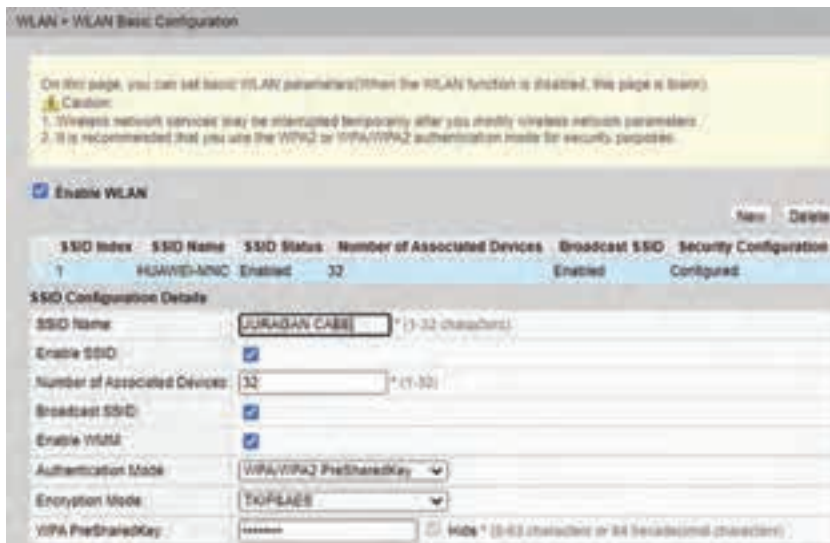 WLAN > WLAN Basic Configuration
On this page, you can set basic WLAN parameters(When the WLAN function is disabled, this page is blank).
Caution:
1. Wireless network services may be interrupted temporarily after you modify wireless network parameters.
2. It is recommended that you use the WPA2 or WPA/WPA2 authentication mode for security purposes.
Enable WLAN
New Delete
SSID Index SSID Name SSID Status Number of Associated Devices Broadcast SSID Security Configuration
1 Enabled 32 Enabled Configured
SSID Configuration Details
SSID Name: JURAGAN * (1-32 characters)
Enable SSID:
Number of Associated Devices: 32 * (1-32)
Broadcast SSID:
Enable WMM:
Authentication Mode: WPA/WPA2 PreSharedKey
Encryption Mode: TKIP&AES
WPA PreSharedKey: ******** Hide * (8-63 characters or 64 hexadecimal characters)